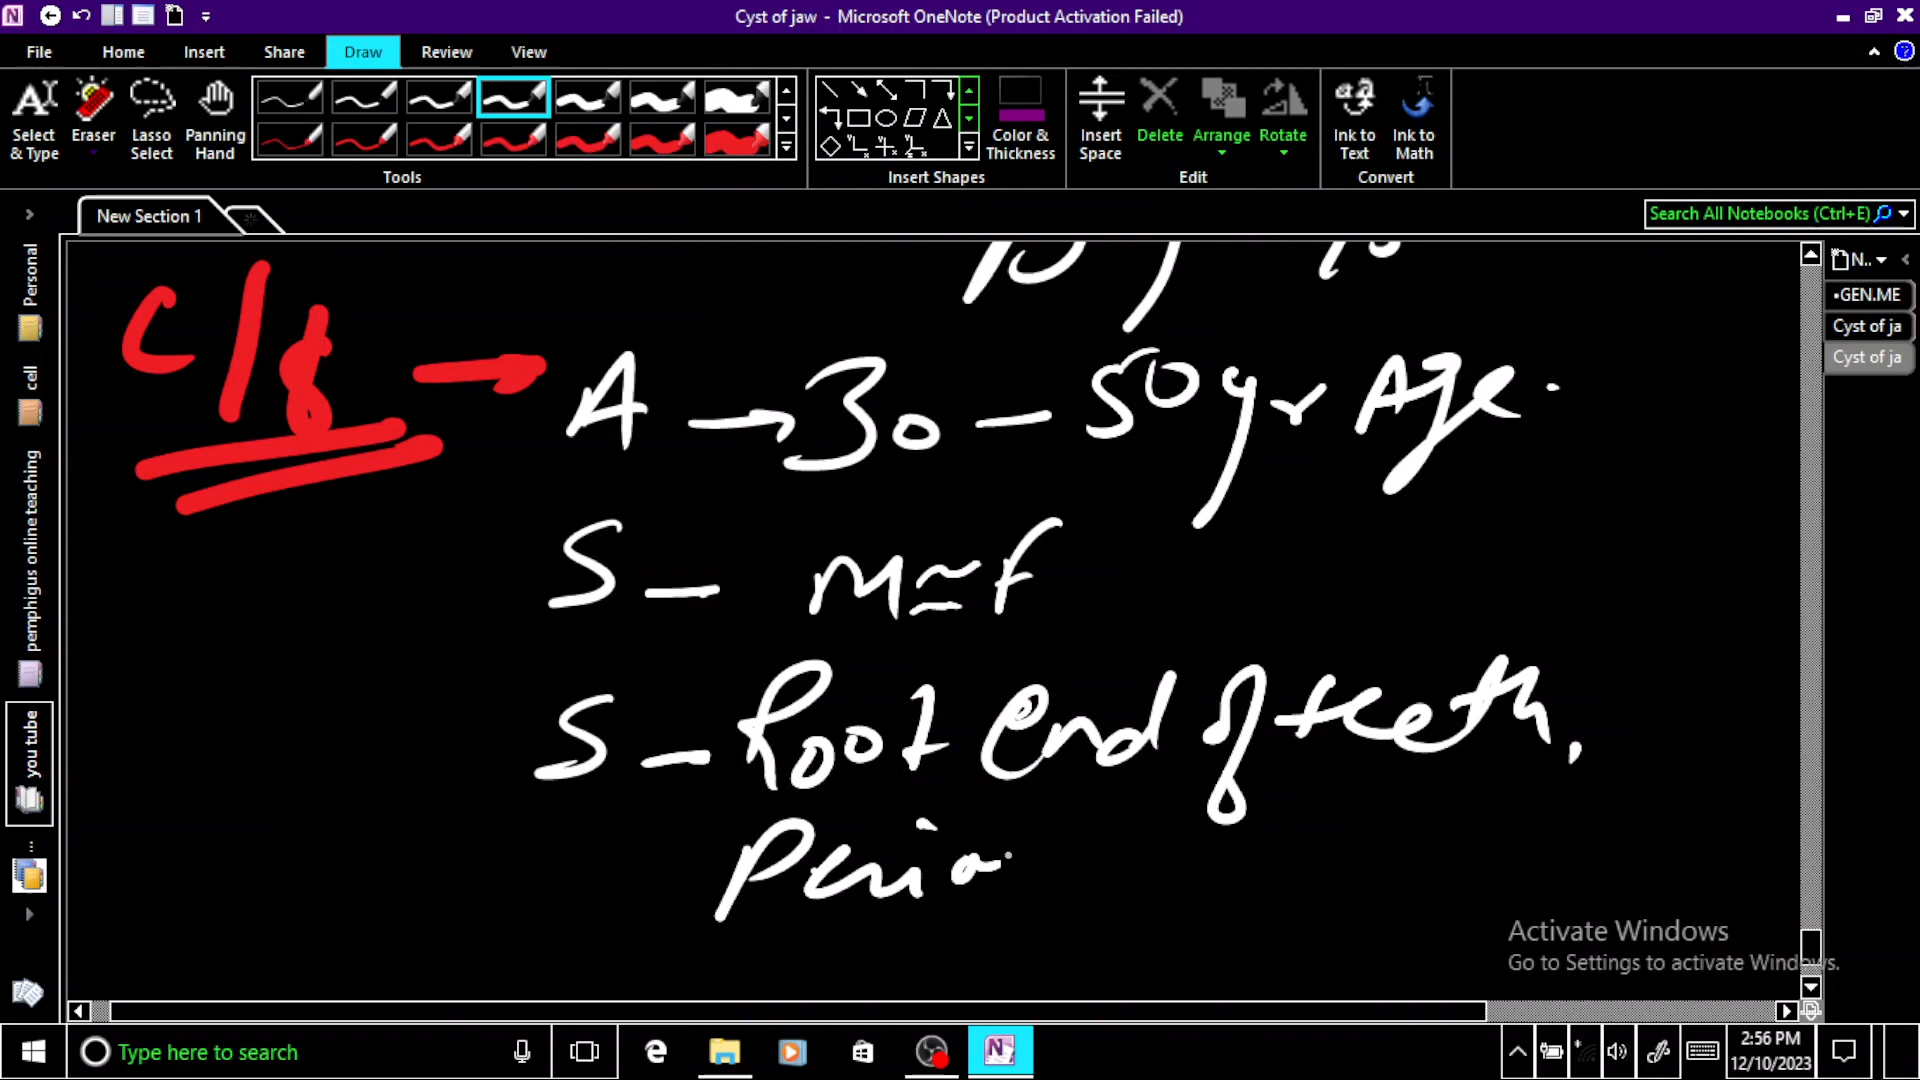 Cyst of jaw - Microsoft OneNote (Product Activation Failed)
File Home Insert Share Draw Review View
Select & Type
Eraser
Lasso Select
Panning Hand
Color & Thickness
Insert Space
Delete
Arrange
Rotate
Ink to Text
Ink to Math
Tools
Insert Shapes
Edit
Convert
New Section 1
Search All Notebooks (Ctrl+E)
Personal
cell
pemphigus online teaching
you tube
N..
•GEN.ME
Cyst of ja
Cyst of ja
C/f → A → 30 - 50 yr Age.
S - M ≃ F
S - Root end of teeth.
Peria
Activate Windows
Go to Settings to activate Windows.
Type here to search
2:56 PM
12/10/2023